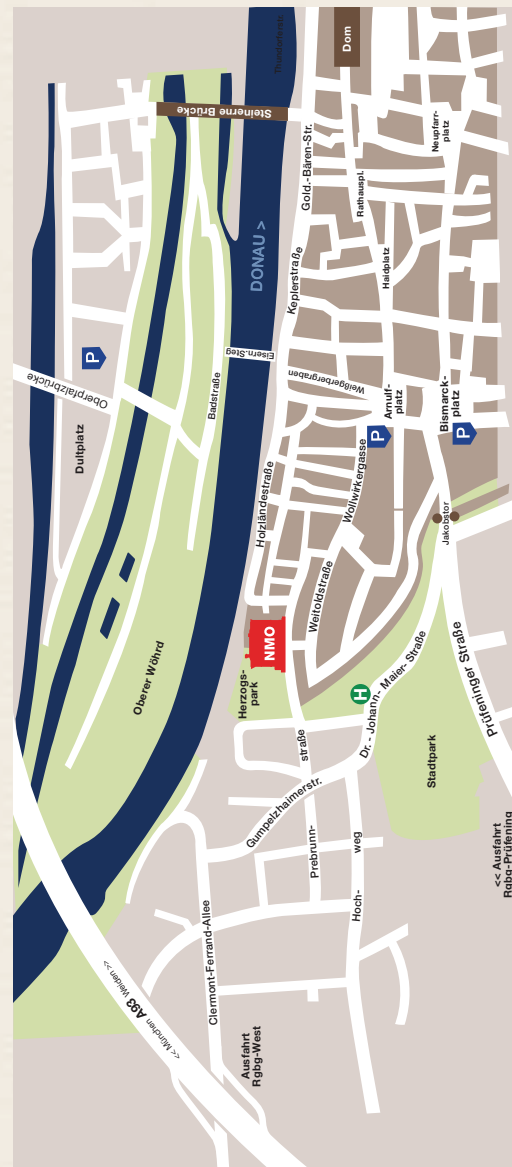 Thundorferstr.
Dom
Steinerne Brücke
Gold.-Bären-Str.
Neupfarr-
platz
Rathauspl.
DONAU >
Keplerstraße
Haidplatz
P
Oberpfalzbrücke
Eisern.-Steg
Badstraße
Weißgerbergraben
Arnulf-
platz
Bismarck-
platz
P
P
Dultplatz
Holzländestraße
Wollwirkergasse
Jakobstor
Weitoldstraße
NMO
Oberer Wöhrd
Herzogs-
park
H
Dr. - Johann- Maier- Straße
Prüfeninger Straße
straße
Stadtpark
Gumpelzhaimerstr.
Prebrunn-
weg
Hoch-
<< Ausfahrt
Rgbg-Prüfening
Clermont-Ferrand-Allee
<< München A93 Weiden >>
Ausfahrt
Rgbg-West